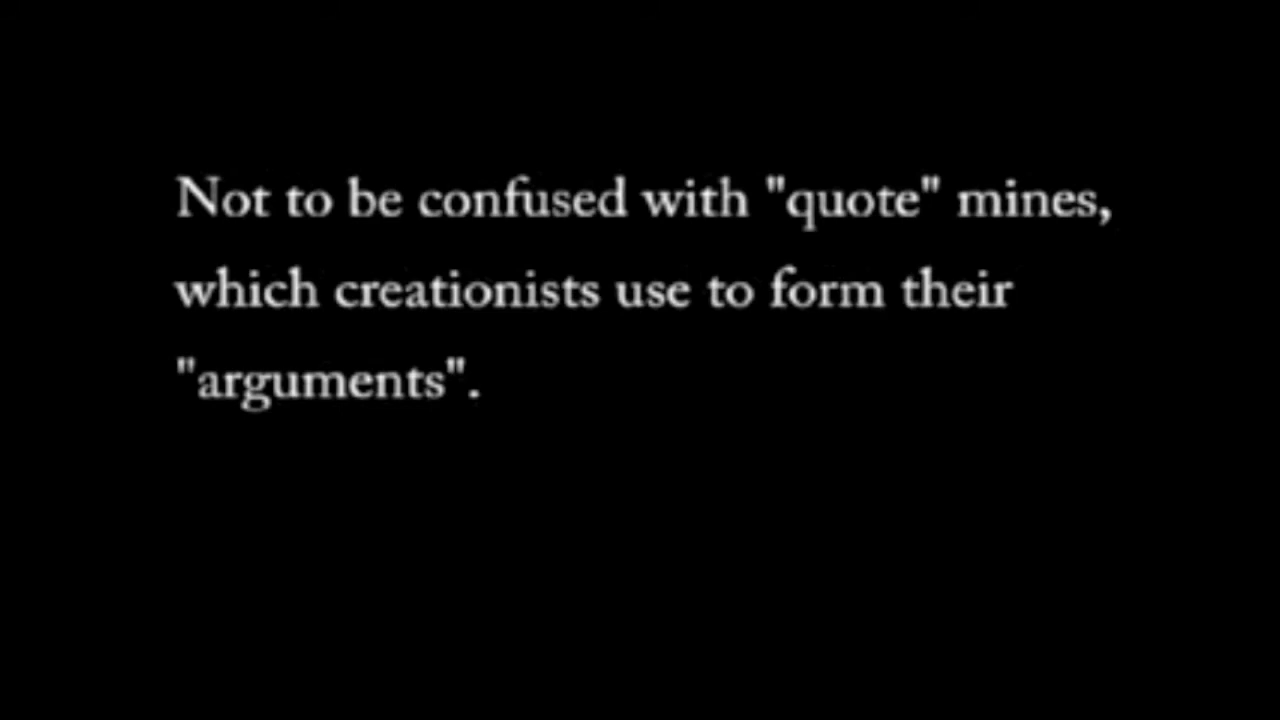 Not to be confused with "quote" mines,
which creationists use to form their
"arguments".